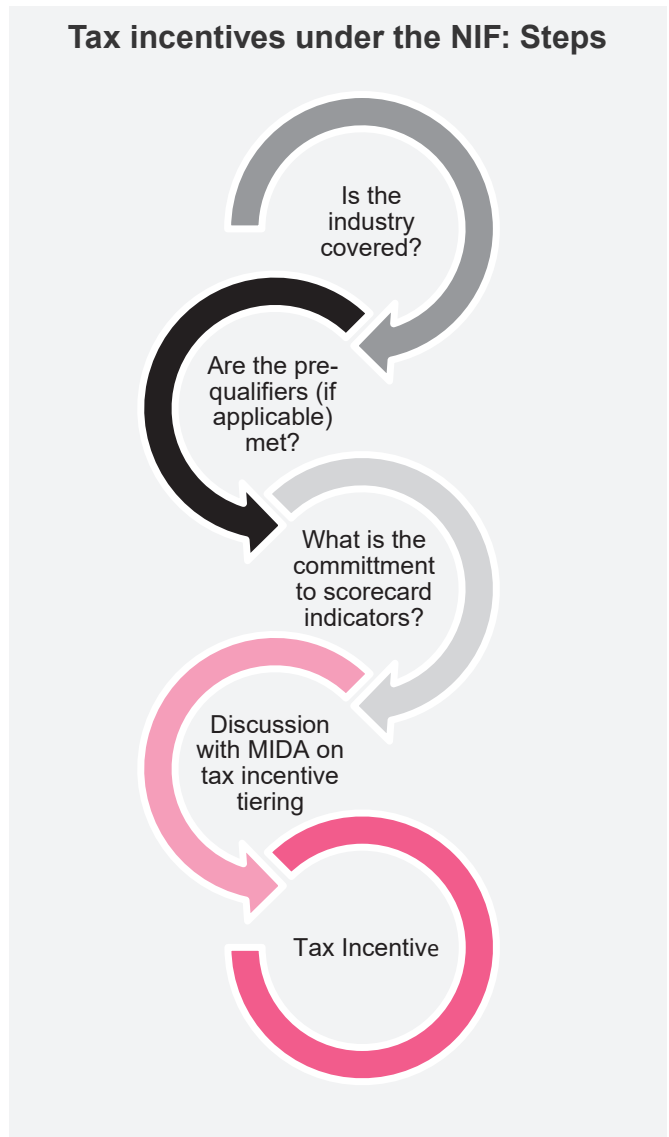 Tax incentives under the NIF: Steps
Is the
industry
covered?
Are the pre-
qualifiers (if
applicable)
met?
What is the
committment
to scorecard
indicators?
Discussion
with MIDA on
tax incentive
tiering
Tax Incentive